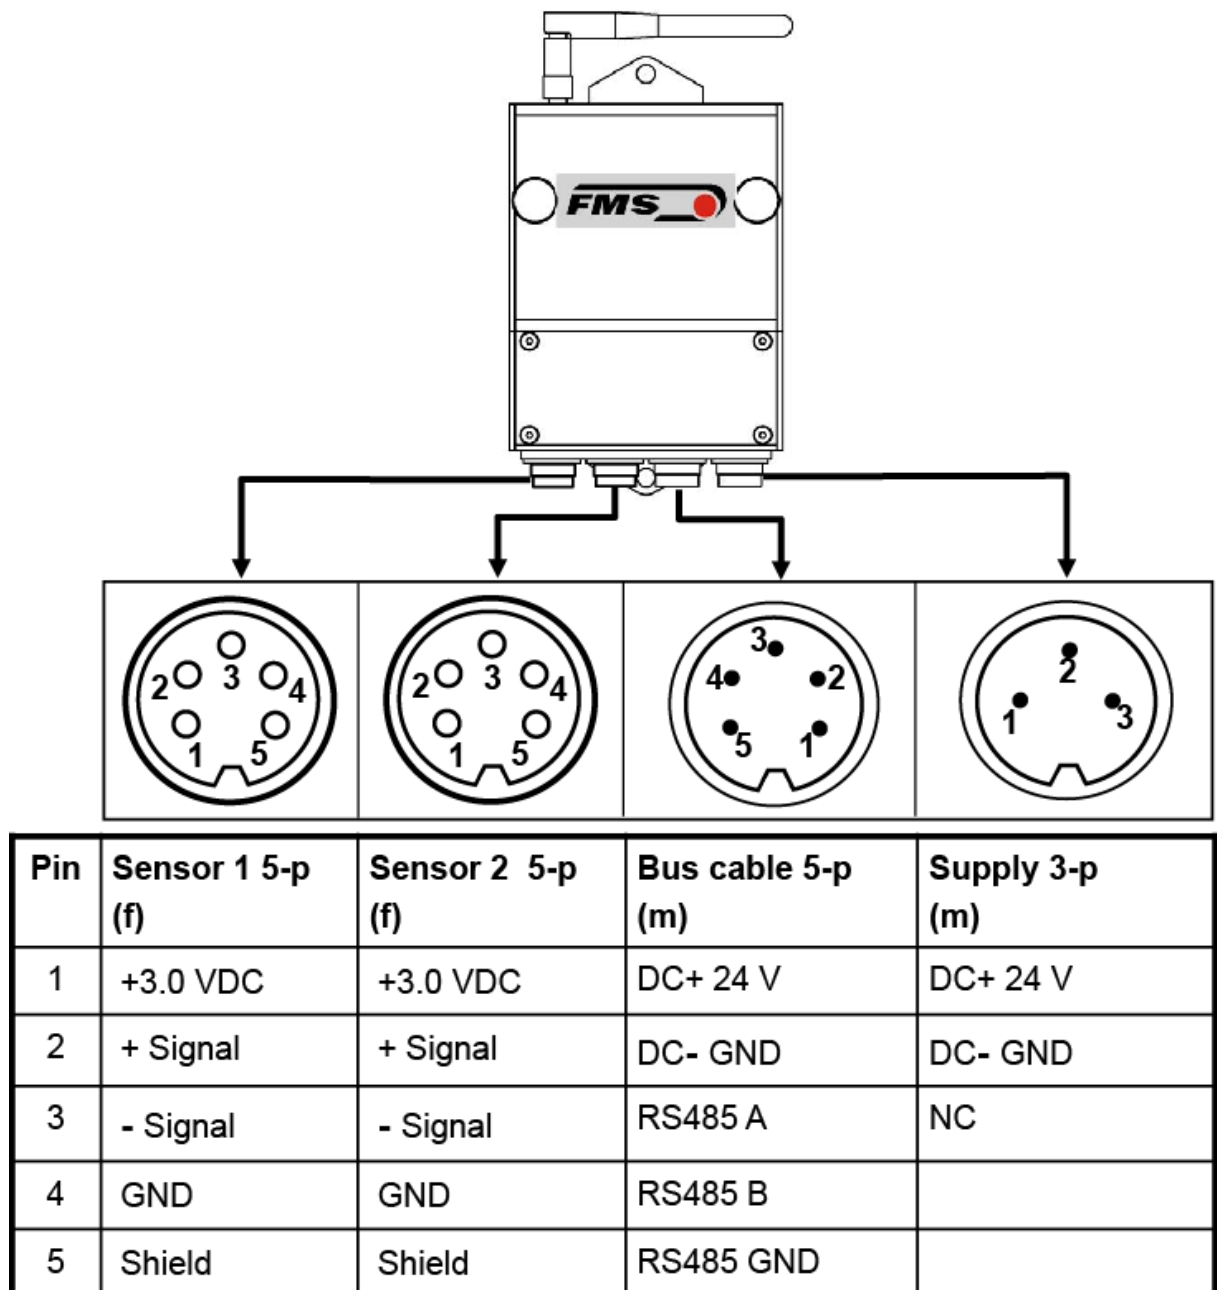 FMS
2 3 4 1 5
2 3 4 1 5
3 4 2 5 1
2 1 3
Pin Sensor 1 5-p (f) Sensor 2 5-p (f) Bus cable 5-p (m) Supply 3-p (m)
1 +3.0 VDC +3.0 VDC DC+ 24 V DC+ 24 V
2 + Signal + Signal DC- GND DC- GND
3 - Signal - Signal RS485 A NC
4 GND GND RS485 B
5 Shield Shield RS485 GND